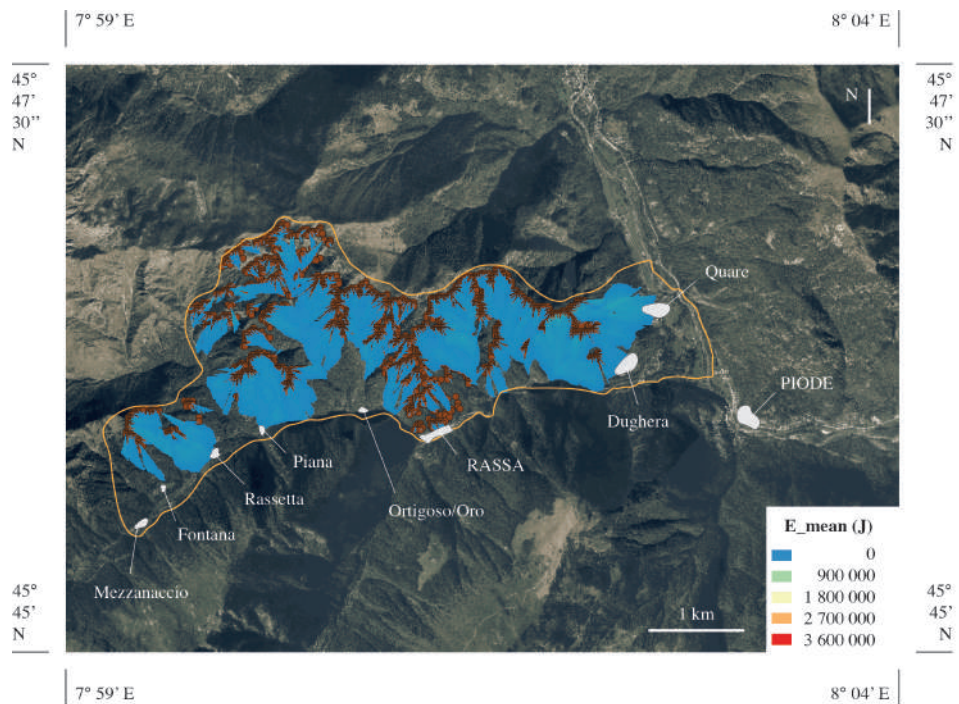 7° 59' E
8° 04' E
45°
47'
30''
N
45°
47'
30''
N
N
Quare
PIODE
Dughera
RASSA
Piana
Ortigoso/Oro
Rassetta
Fontana
Mezzanaccio
45°
45'
N
45°
45'
N
E_mean (J)
0
900 000
1 800 000
2 700 000
3 600 000
1 km
7° 59' E
8° 04' E